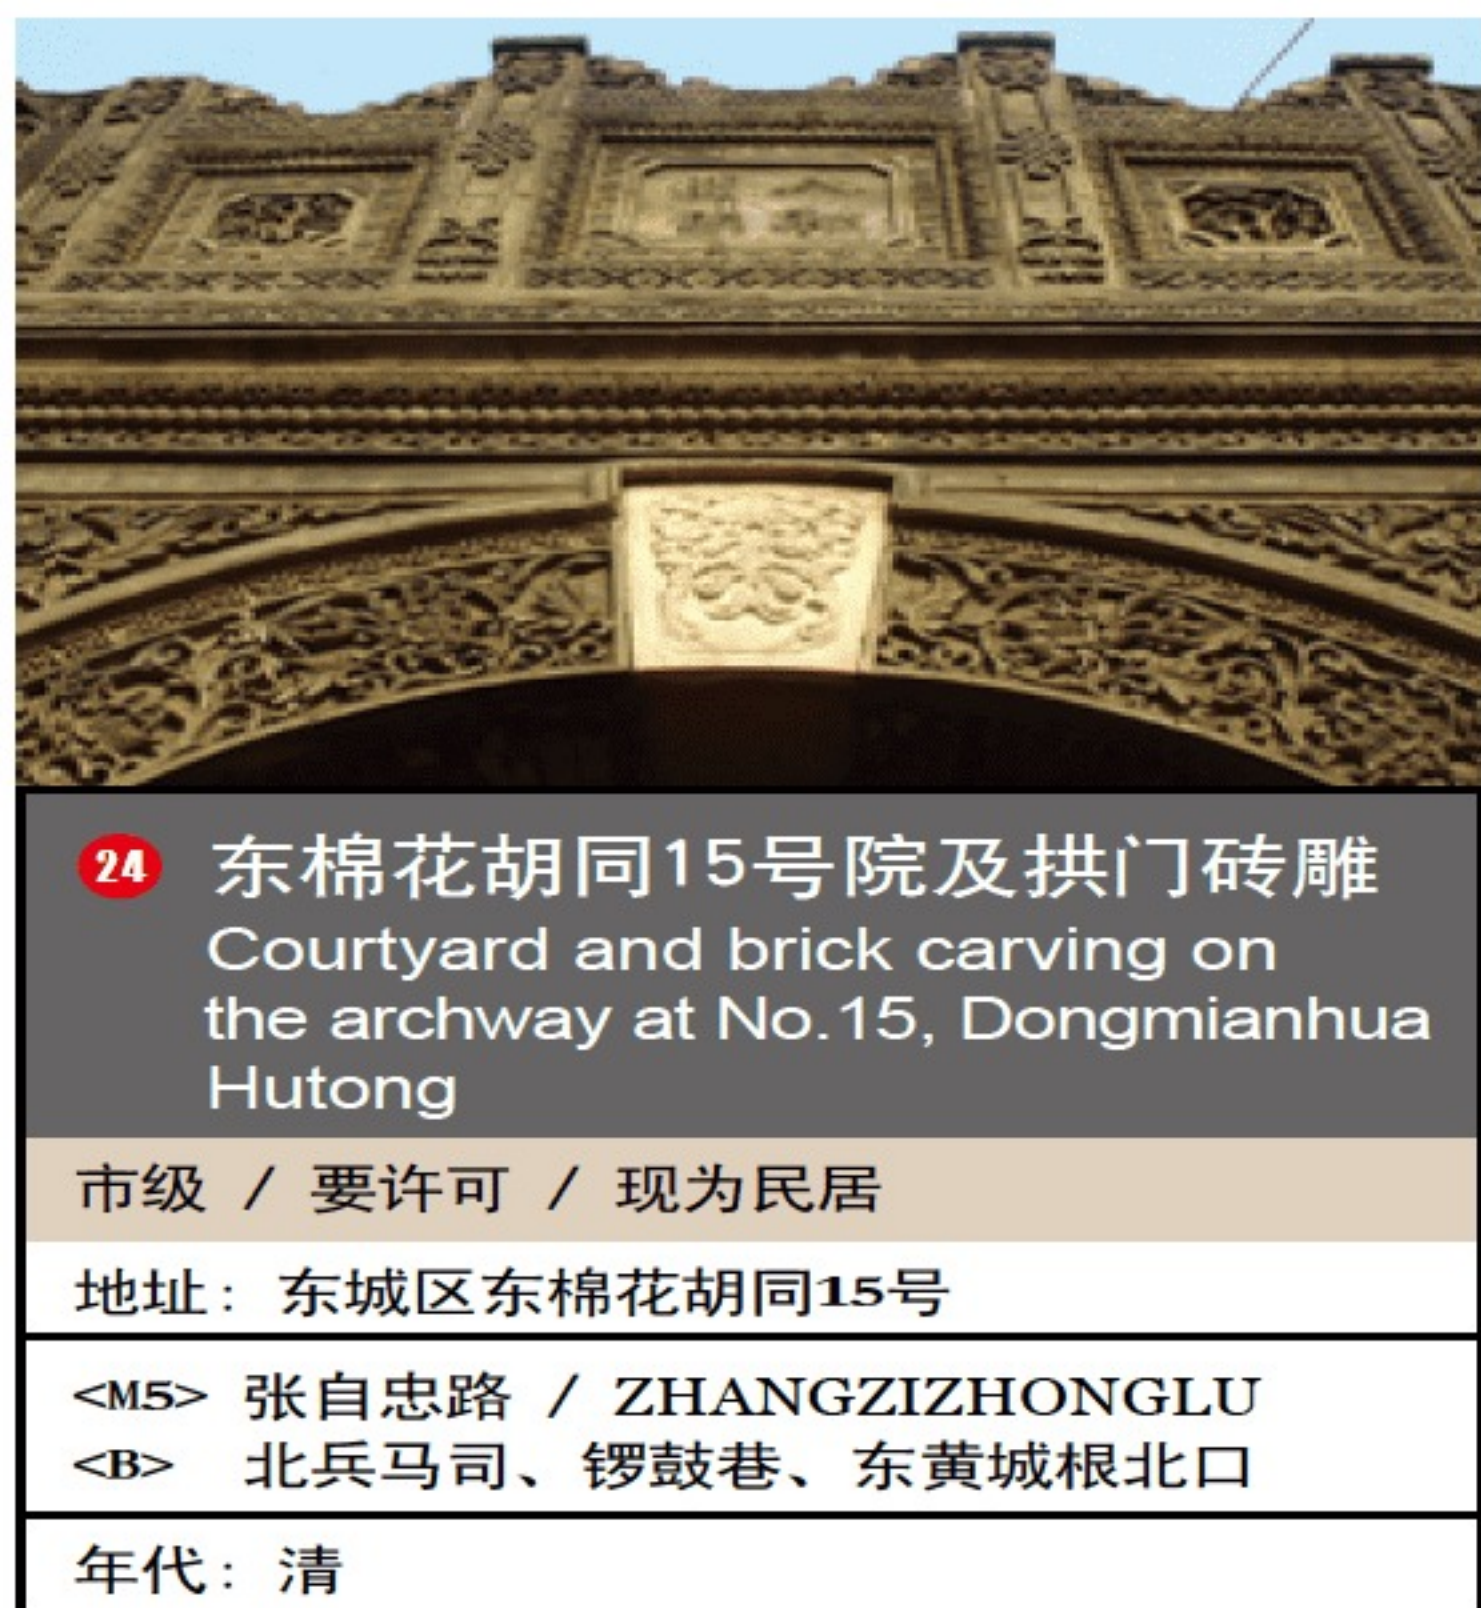 24 东棉花胡同15号院及拱门砖雕
Courtyard and brick carving on
the archway at No.15, Dongmianhua
Hutong
市级 / 要许可 / 现为民居
地址: 东城区东棉花胡同15号
<M5> 张自忠路 / ZHANGZIZHONGLU
<B> 北兵马司、锣鼓巷、东黄城根北口
年代: 清